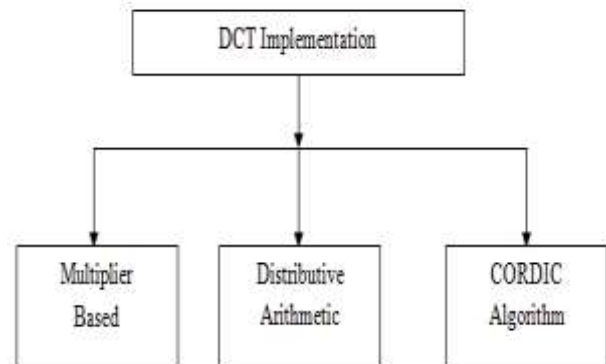 DCT Implementation
Multiplier
Based
Distributive
Arithmetic
CORDIC
Algorithm